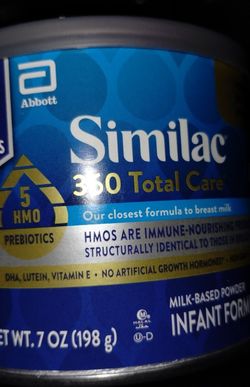 Abbott
Similac
360 Total Care
5
HMO
PREBIOTICS
Our closest formula to breast milk
HMOS ARE IMMUNE-NOURISHING
STRUCTURALLY IDENTICAL TO THOSE IN
DHA, LUTEIN, VITAMIN E • NO ARTIFICIAL GROWTH HORMONES
MILK-BASED POWDER
INFANT FORM
ET WT. 7 OZ (198 g)
U-D